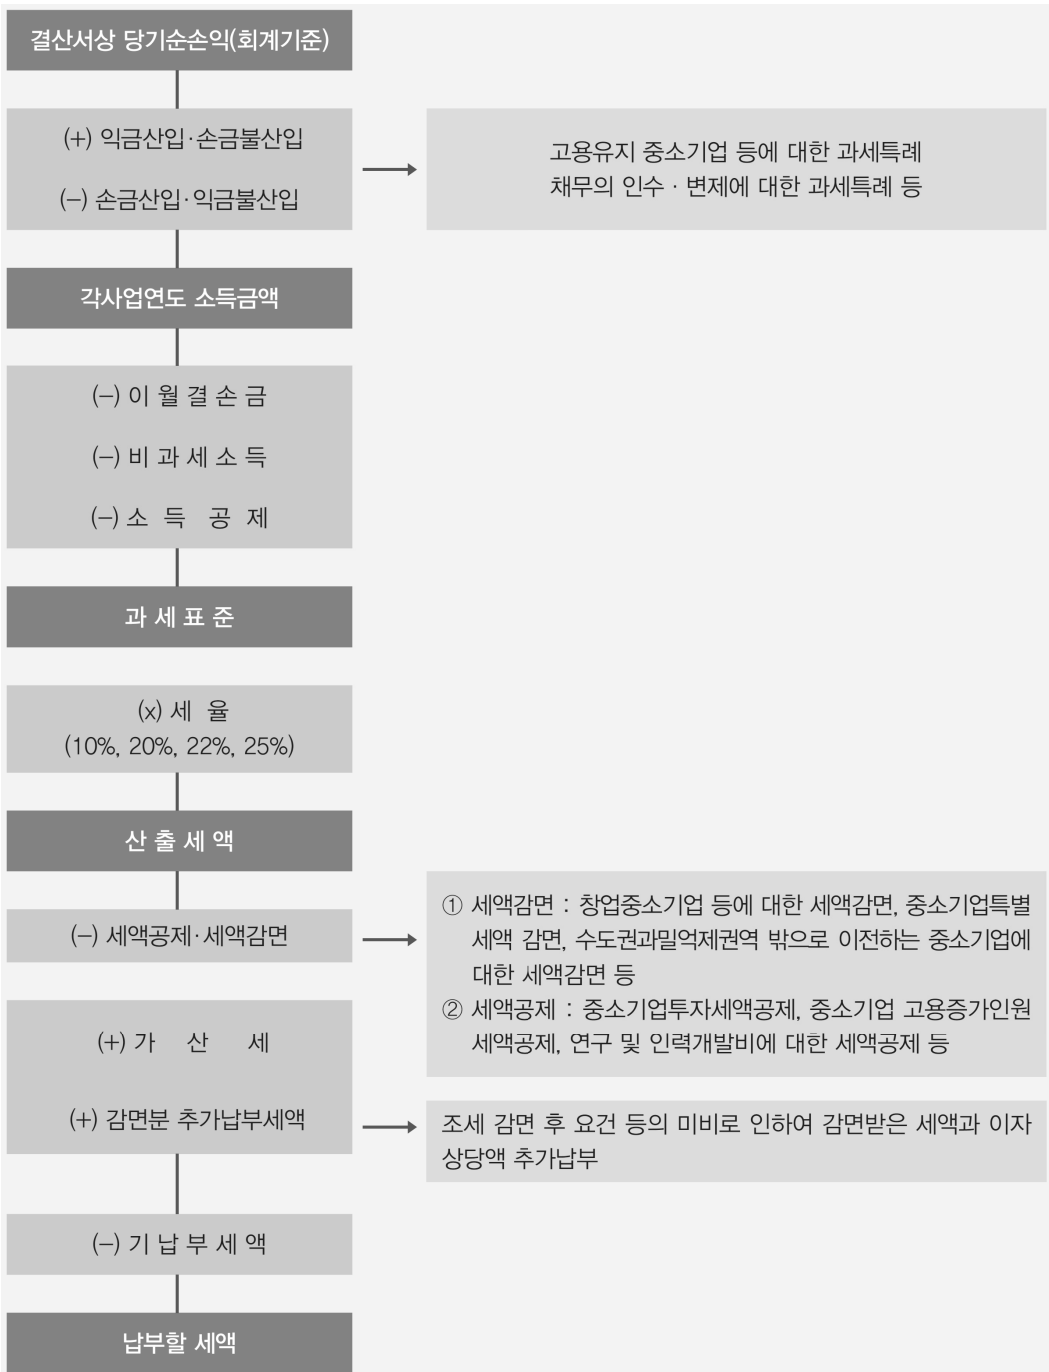 결산서상 당기순손익(회계기준)
(+) 익금산입·손금불산입
(−) 손금산입·익금불산입
고용유지 중소기업 등에 대한 과세특례
채무의 인수 · 변제에 대한 과세특례 등
각사업연도 소득금액
(−) 이 월 결 손 금
(−) 비 과 세 소 득
(−) 소 득 공 제
과 세 표 준
(x) 세 율
(10%, 20%, 22%, 25%)
산 출 세 액
(−) 세액공제·세액감면
① 세액감면 : 창업중소기업 등에 대한 세액감면, 중소기업특별
세액 감면, 수도권과밀억제권역 밖으로 이전하는 중소기업에
대한 세액감면 등
② 세액공제 : 중소기업투자세액공제, 중소기업 고용증가인원
세액공제, 연구 및 인력개발비에 대한 세액공제 등
(+) 가 산 세
(+) 감면분 추가납부세액
조세 감면 후 요건 등의 미비로 인하여 감면받은 세액과 이자
상당액 추가납부
(−) 기 납 부 세 액
납부할 세액